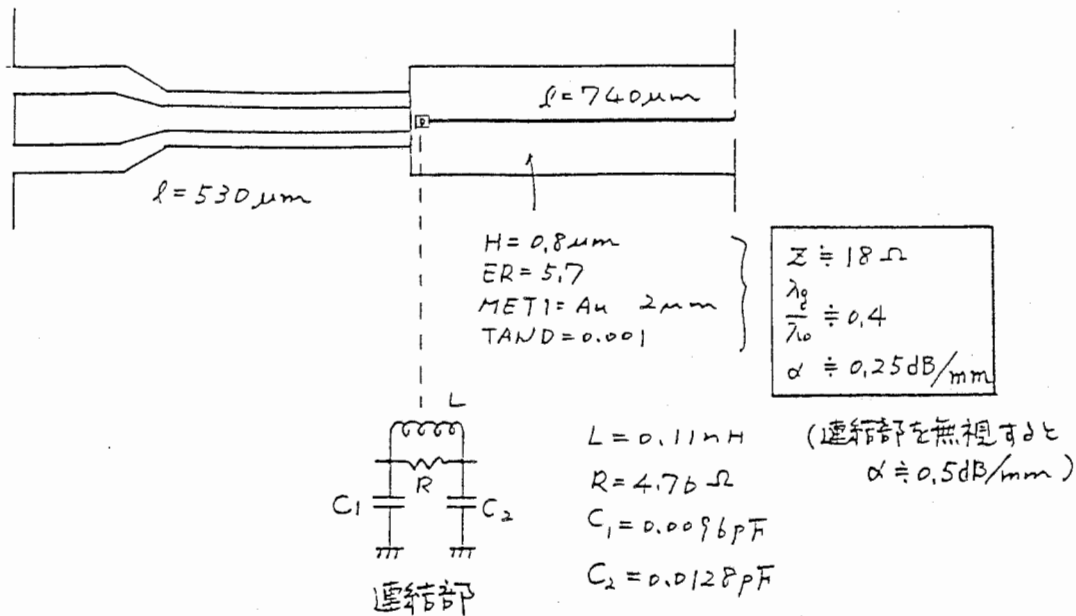 l=740μm
l=530μm
H=0.8μm
ER=5.7
MET1=Au 2μm
TAND=0.001
Z≒18Ω
λg/λ0≒0.4
α≒0.25dB/mm
(連結部を無視すると
α≒0.5dB/mm)
L
R
C1
C2
連結部
L=0.11nH
R=4.76Ω
C1=0.0096pF
C2=0.0128pF